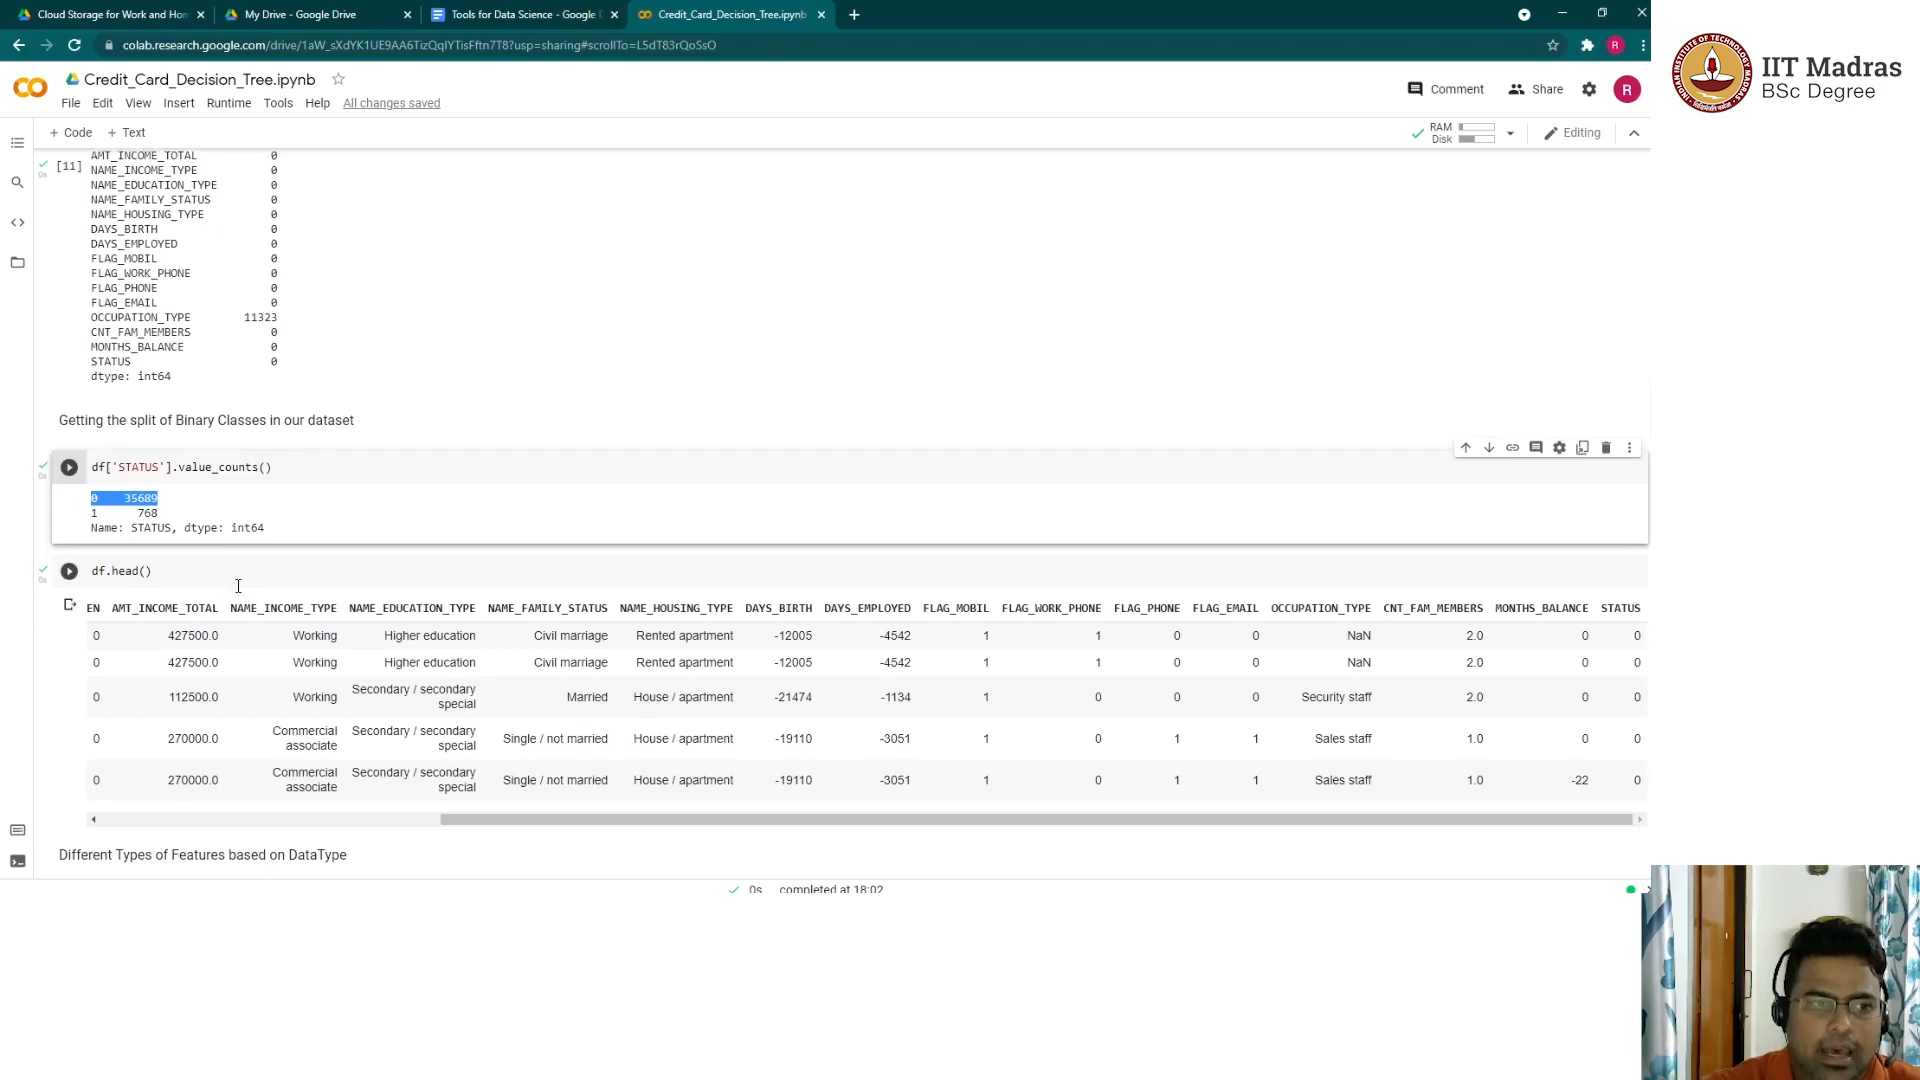 Cloud Storage for Work and Hon
My Drive - Google Drive
Tools for Data Science - Google
Credit_Card_Decision_Tree.ipynb
colab.research.google.com/drive/1aW_sXdYK1UE9AA6TizQqlYTisFftn7T8?usp=sharing#scrollTo=L5dT83rQoSsO
R
IIT Madras
BSc Degree
Credit_Card_Decision_Tree.ipynb
File Edit View Insert Runtime Tools Help All changes saved
Comment Share R
+ Code + Text
RAM
Disk
Editing
[11]
AMT_INCOME_TOTAL 0
NAME_INCOME_TYPE 0
NAME_EDUCATION_TYPE 0
NAME_FAMILY_STATUS 0
NAME_HOUSING_TYPE 0
DAYS_BIRTH 0
DAYS_EMPLOYED 0
FLAG_MOBIL 0
FLAG_WORK_PHONE 0
FLAG_PHONE 0
FLAG_EMAIL 0
OCCUPATION_TYPE 11323
CNT_FAM_MEMBERS 0
MONTHS_BALANCE 0
STATUS 0
dtype: int64
Getting the split of Binary Classes in our dataset
df['STATUS'].value_counts()
0s
0 35689
1 768
Name: STATUS, dtype: int64
df.head()
0s
EN AMT_INCOME_TOTAL NAME_INCOME_TYPE NAME_EDUCATION_TYPE NAME_FAMILY_STATUS NAME_HOUSING_TYPE DAYS_BIRTH DAYS_EMPLOYED FLAG_MOBIL FLAG_WORK_PHONE FLAG_PHONE FLAG_EMAIL OCCUPATION_TYPE CNT_FAM_MEMBERS MONTHS_BALANCE STATUS
0 427500.0 Working Higher education Civil marriage Rented apartment -12005 -4542 1 1 0 0 NaN 2.0 0 0
0 427500.0 Working Higher education Civil marriage Rented apartment -12005 -4542 1 1 0 0 NaN 2.0 0 0
0 112500.0 Working Secondary / secondary special Married House / apartment -21474 -1134 1 0 0 0 Security staff 2.0 0 0
0 270000.0 Commercial associate Secondary / secondary special Single / not married House / apartment -19110 -3051 1 0 1 1 Sales staff 1.0 0 0
0 270000.0 Commercial associate Secondary / secondary special Single / not married House / apartment -19110 -3051 1 0 1 1 Sales staff 1.0 -22 0
Different Types of Features based on DataType
0s completed at 18:02